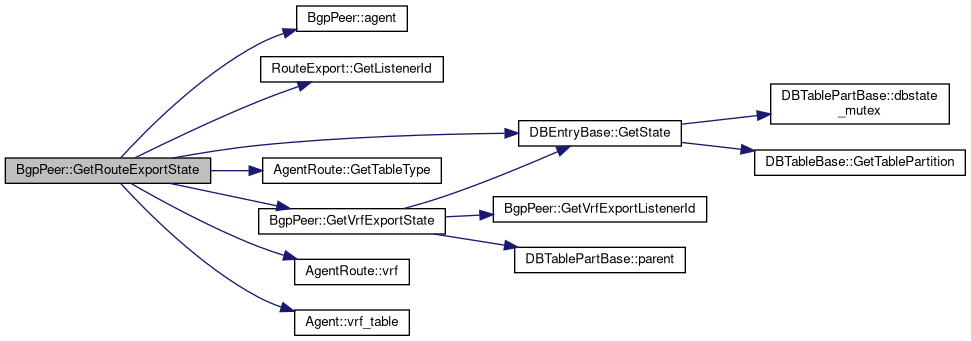 BgpPeer::GetRouteExportState
BgpPeer::agent
RouteExport::GetListenerId
DBEntryBase::GetState
AgentRoute::GetTableType
BgpPeer::GetVrfExportState
AgentRoute::vrf
Agent::vrf_table
DBTablePartBase::dbstate
_mutex
DBTableBase::GetTablePartition
BgpPeer::GetVrfExportListenerId
DBTablePartBase::parent